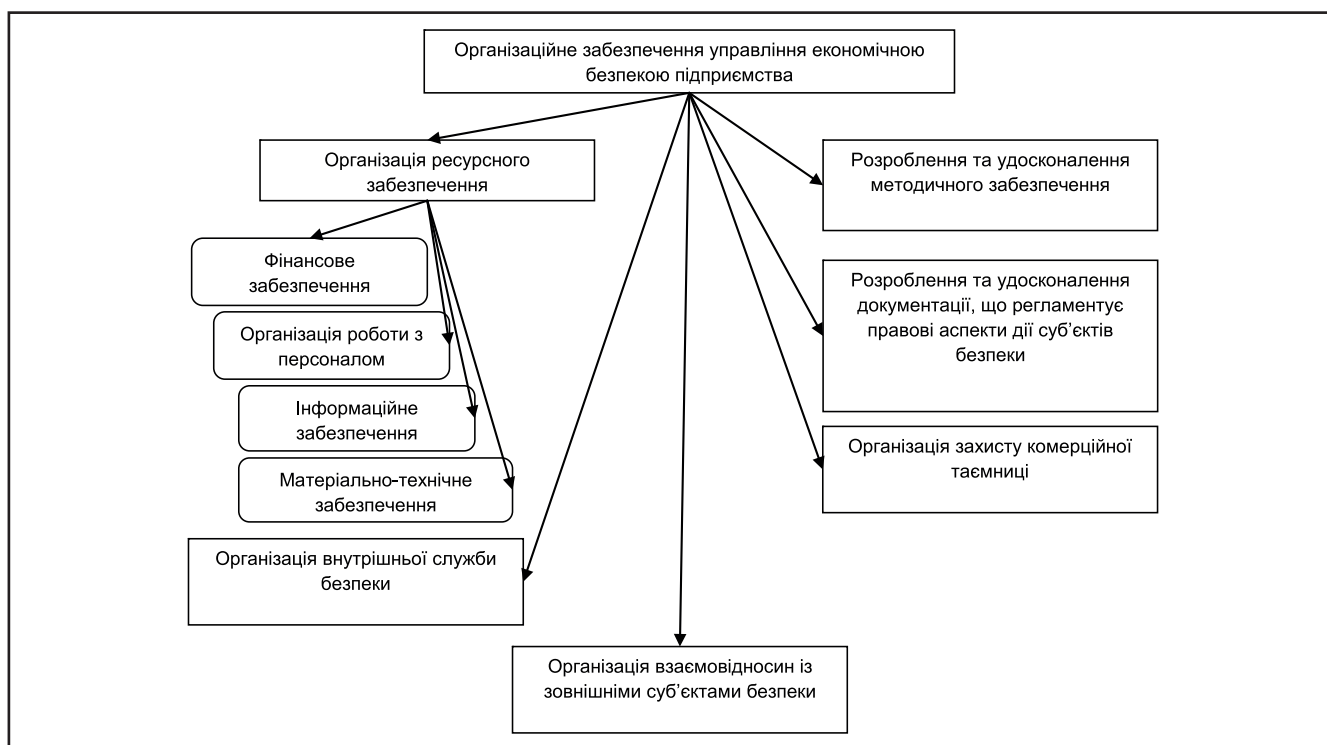 Організаційне забезпечення управління економічною
безпекою підприємства
Організація ресурсного
забезпечення
Фінансове
забезпечення
Організація роботи з
персоналом
Інформаційне
забезпечення
Матеріально-технічне
забезпечення
Організація внутрішньої служби
безпеки
Організація взаємовідносин із
зовнішніми суб’єктами безпеки
Розроблення та удосконалення
методичного забезпечення
Розроблення та удосконалення
документації, що регламентує
правові аспекти дії суб’єктів
безпеки
Організація захисту комерційної
таємниці